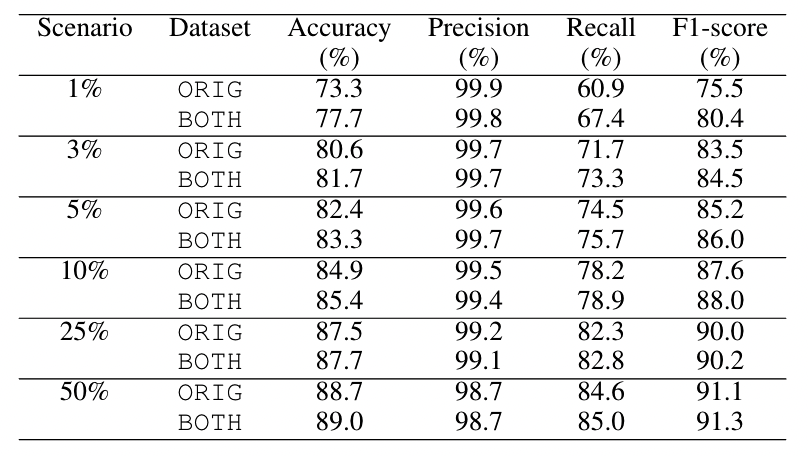 Scenario Dataset Accuracy Precision Recall F1-score
(%) (%) (%) (%)
1% ORIG 73.3 99.9 60.9 75.5
BOTH 77.7 99.8 67.4 80.4
3% ORIG 80.6 99.7 71.7 83.5
BOTH 81.7 99.7 73.3 84.5
5% ORIG 82.4 99.6 74.5 85.2
BOTH 83.3 99.7 75.7 86.0
10% ORIG 84.9 99.5 78.2 87.6
BOTH 85.4 99.4 78.9 88.0
25% ORIG 87.5 99.2 82.3 90.0
BOTH 87.7 99.1 82.8 90.2
50% ORIG 88.7 98.7 84.6 91.1
BOTH 89.0 98.7 85.0 91.3